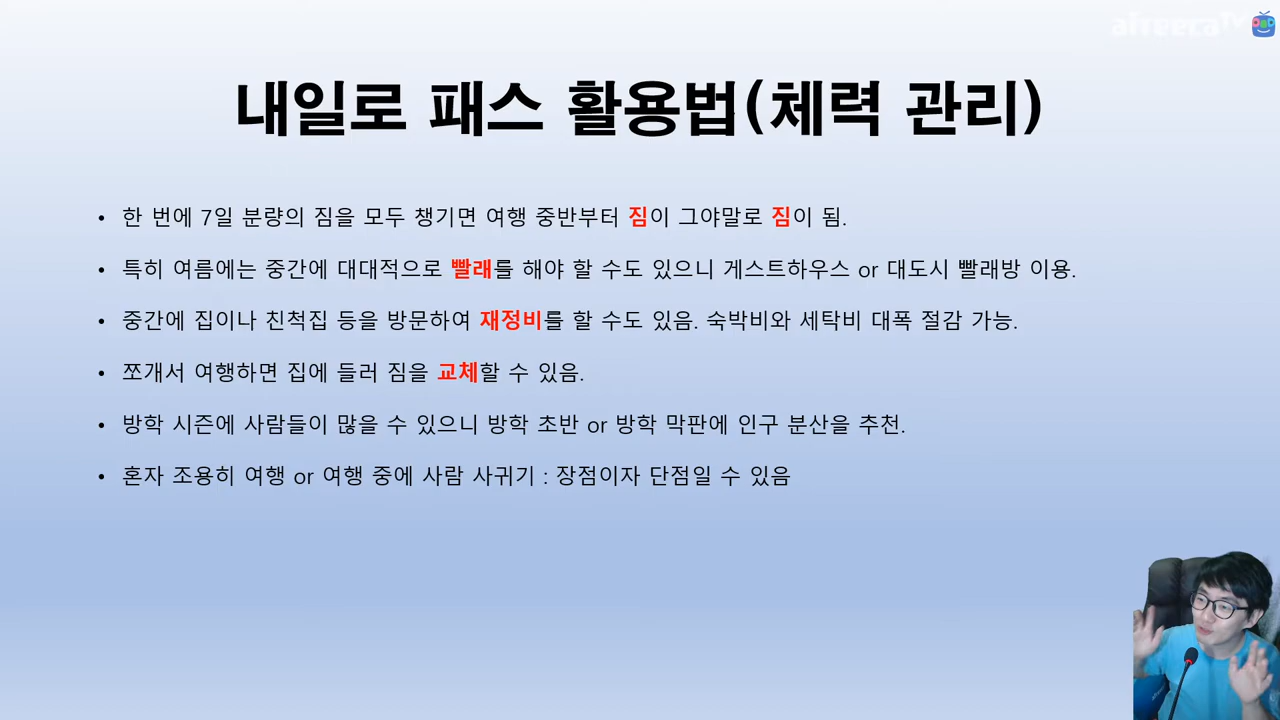 afreecaTV
내일로 패스 활용법(체력 관리)
• 한 번에 7일 분량의 짐을 모두 챙기면 여행 중반부터 짐이 그야말로 짐이 됨.
• 특히 여름에는 중간에 대대적으로 빨래를 해야 할 수도 있으니 게스트하우스 or 대도시 빨래방 이용.
• 중간에 집이나 친척집 등을 방문하여 재정비를 할 수도 있음. 숙박비와 세탁비 대폭 절감 가능.
• 쪼개서 여행하면 집에 들러 짐을 교체할 수 있음.
• 방학 시즌에 사람들이 많을 수 있으니 방학 초반 or 방학 막판에 인구 분산을 추천.
• 혼자 조용히 여행 or 여행 중에 사람 사귀기 : 장점이자 단점일 수 있음